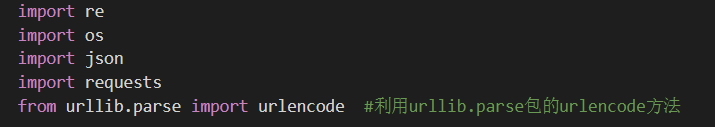 import re
import os
import json
import requests
from urllib.parse import urlencode  #利用urllib.parse包的urlencode方法